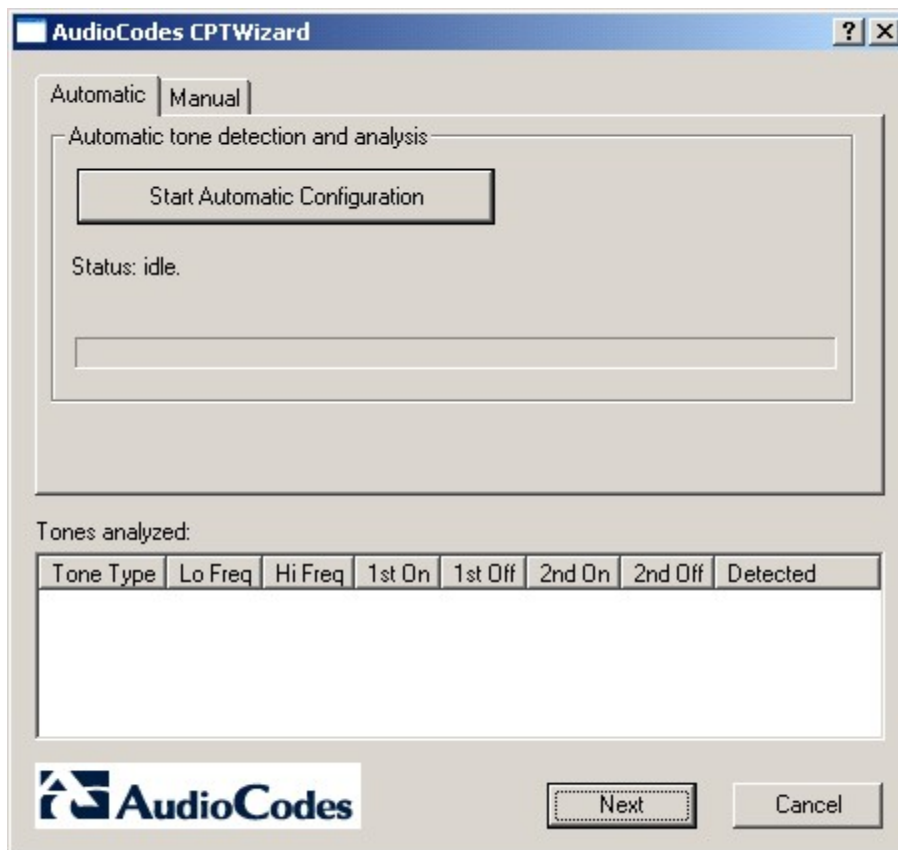 AudioCodes CPTWizard
Automatic Manual
Automatic tone detection and analysis
Start Automatic Configuration
Status: idle.
Tones analyzed:
Tone Type Lo Freq Hi Freq 1st On 1st Off 2nd On 2nd Off Detected
AudioCodes
Next Cancel